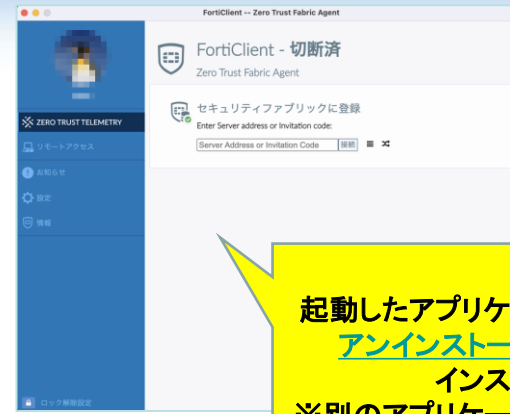 FortiClient -- Zero Trust Fabric Agent
FortiClient - 切断済
Zero Trust Fabric Agent
ZERO TRUST TELEMETRY
リモートアクセス
お知らせ
設定
情報
ロック解除設定
セキュリティファブリックに登録
Enter Server address or Invitation code:
Server Address or Invitation Code 接続
起動したアプリケ
アンインストー
インス
※別のアプリケー